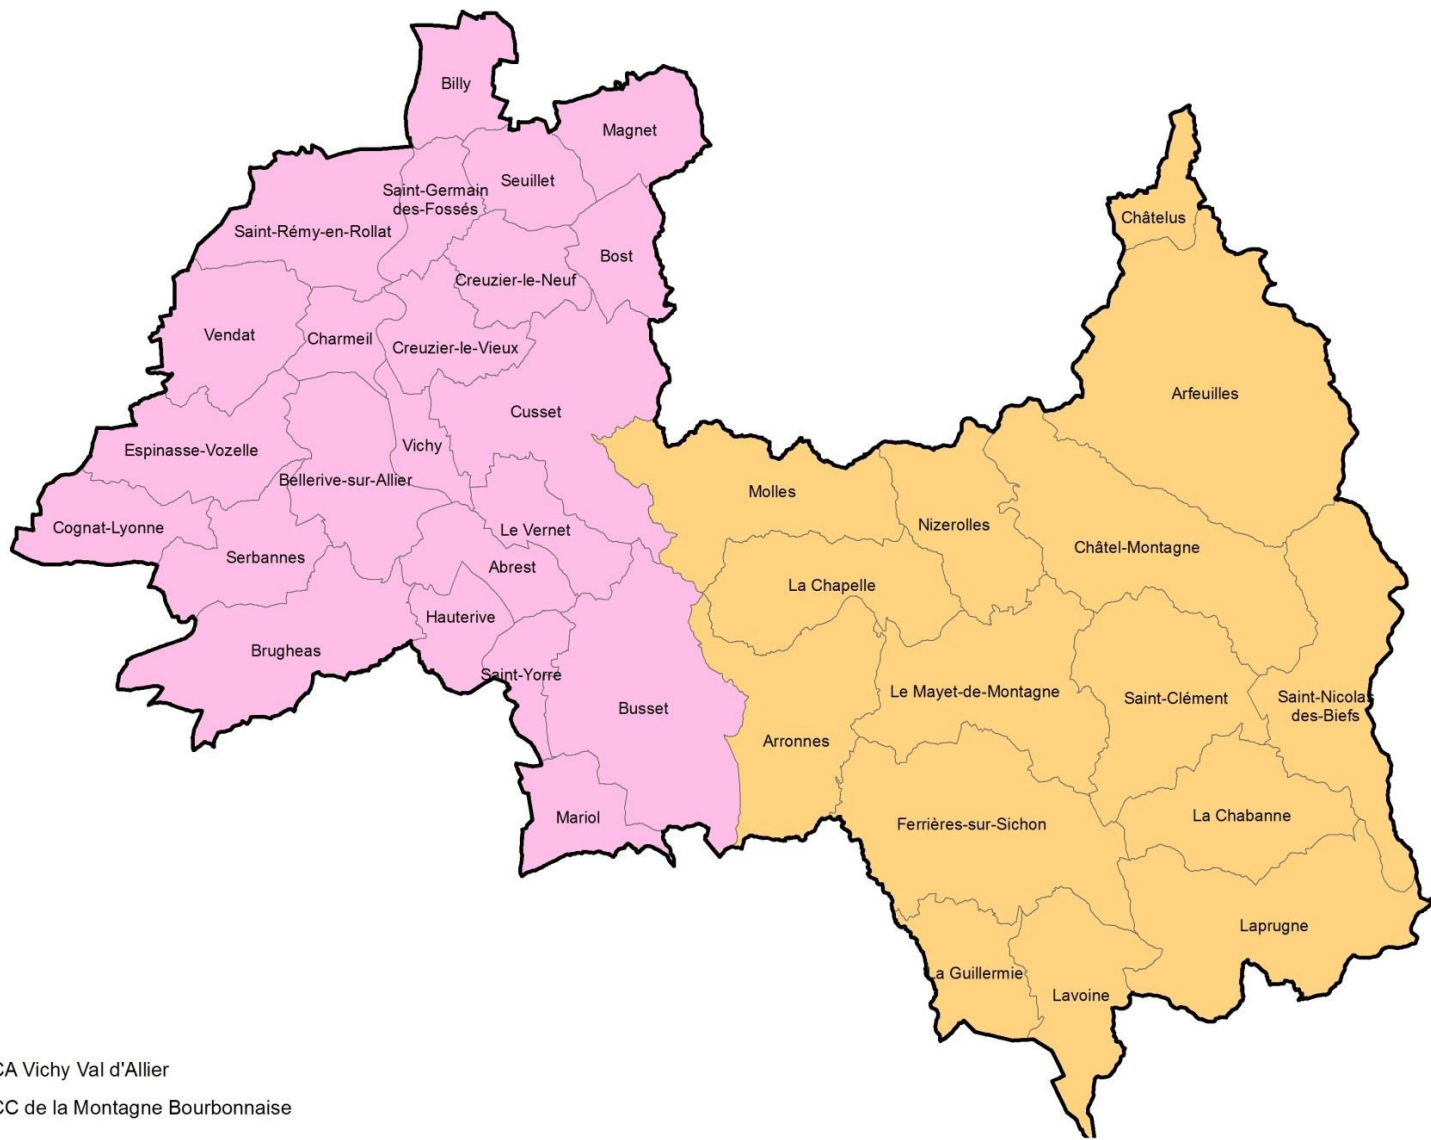 Billy
Magnet
Saint-Germain
des-Fossés
Seuillet
Châtelus
Saint-Rémy-en-Rollat
Bost
Creuzier-le-Neuf
Vendat
Charmeil
Creuzier-le-Vieux
Arfeuilles
Cusset
Vichy
Espinasse-Vozelle
Bellerive-sur-Allier
Molles
Nizerolles
Cognat-Lyonne
Le Vernet
Châtel-Montagne
Serbannes
Abrest
La Chapelle
Hauterive
Brugheas
Saint-Yorre
Le Mayet-de-Montagne
Saint-Clément
Saint-Nicolas
des-Biefs
Busset
Arronnes
Mariol
La Chabanne
Ferrières-sur-Sichon
Laprugne
La Guillermie
Lavoine
CA Vichy Val d'Allier
CC de la Montagne Bourbonnaise